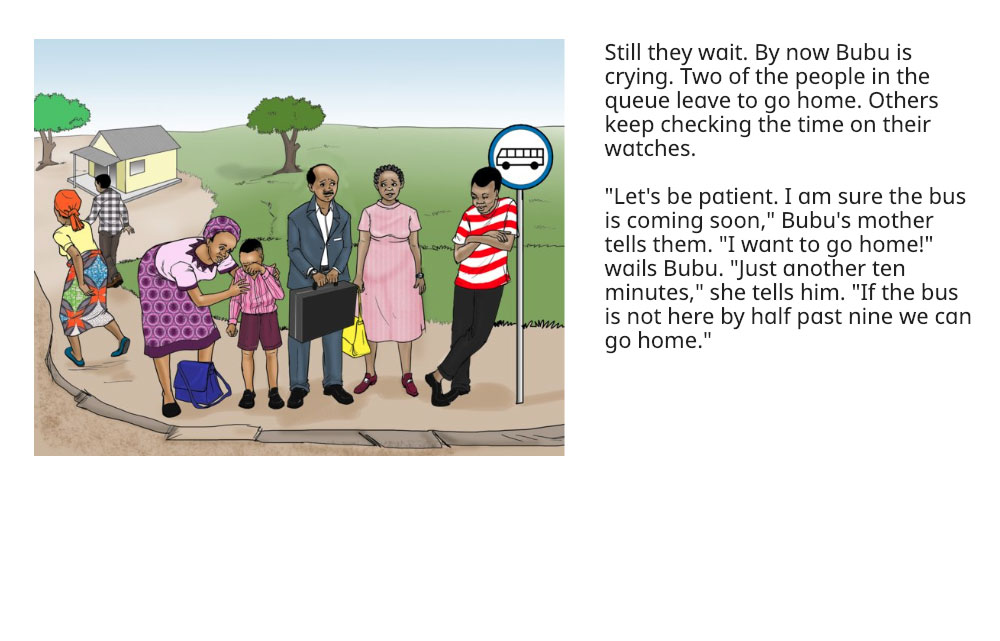 Still they wait. By now Bubu is
crying. Two of the people in the
queue leave to go home. Others
keep checking the time on their
watches.
"Let's be patient. I am sure the bus
is coming soon," Bubu's mother
tells them. "I want to go home!"
wails Bubu. "Just another ten
minutes," she tells him. "If the bus
is not here by half past nine we can
go home."